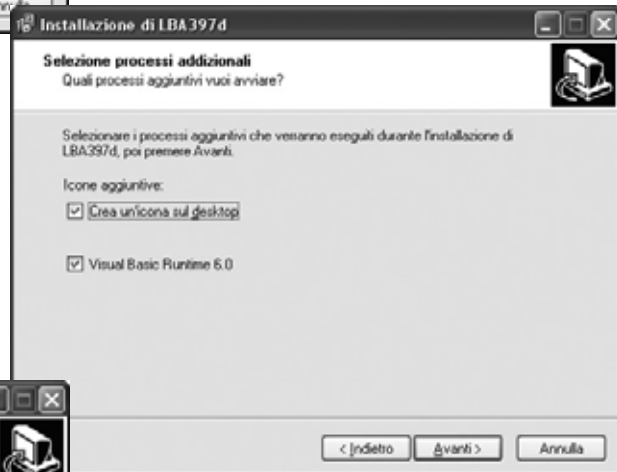 Installazione di LBA397d
Selezione processi addizionali
Quali processi aggiuntivi vuoi avviare?
Selezionare i processi aggiuntivi che verranno eseguiti durante l'installazione di
LBA397d, poi premere Avanti.
Icone aggiuntive:
Crea un'icona sul desktop
Visual Basic Runtime 6.0
< Indietro
Avanti >
Annulla